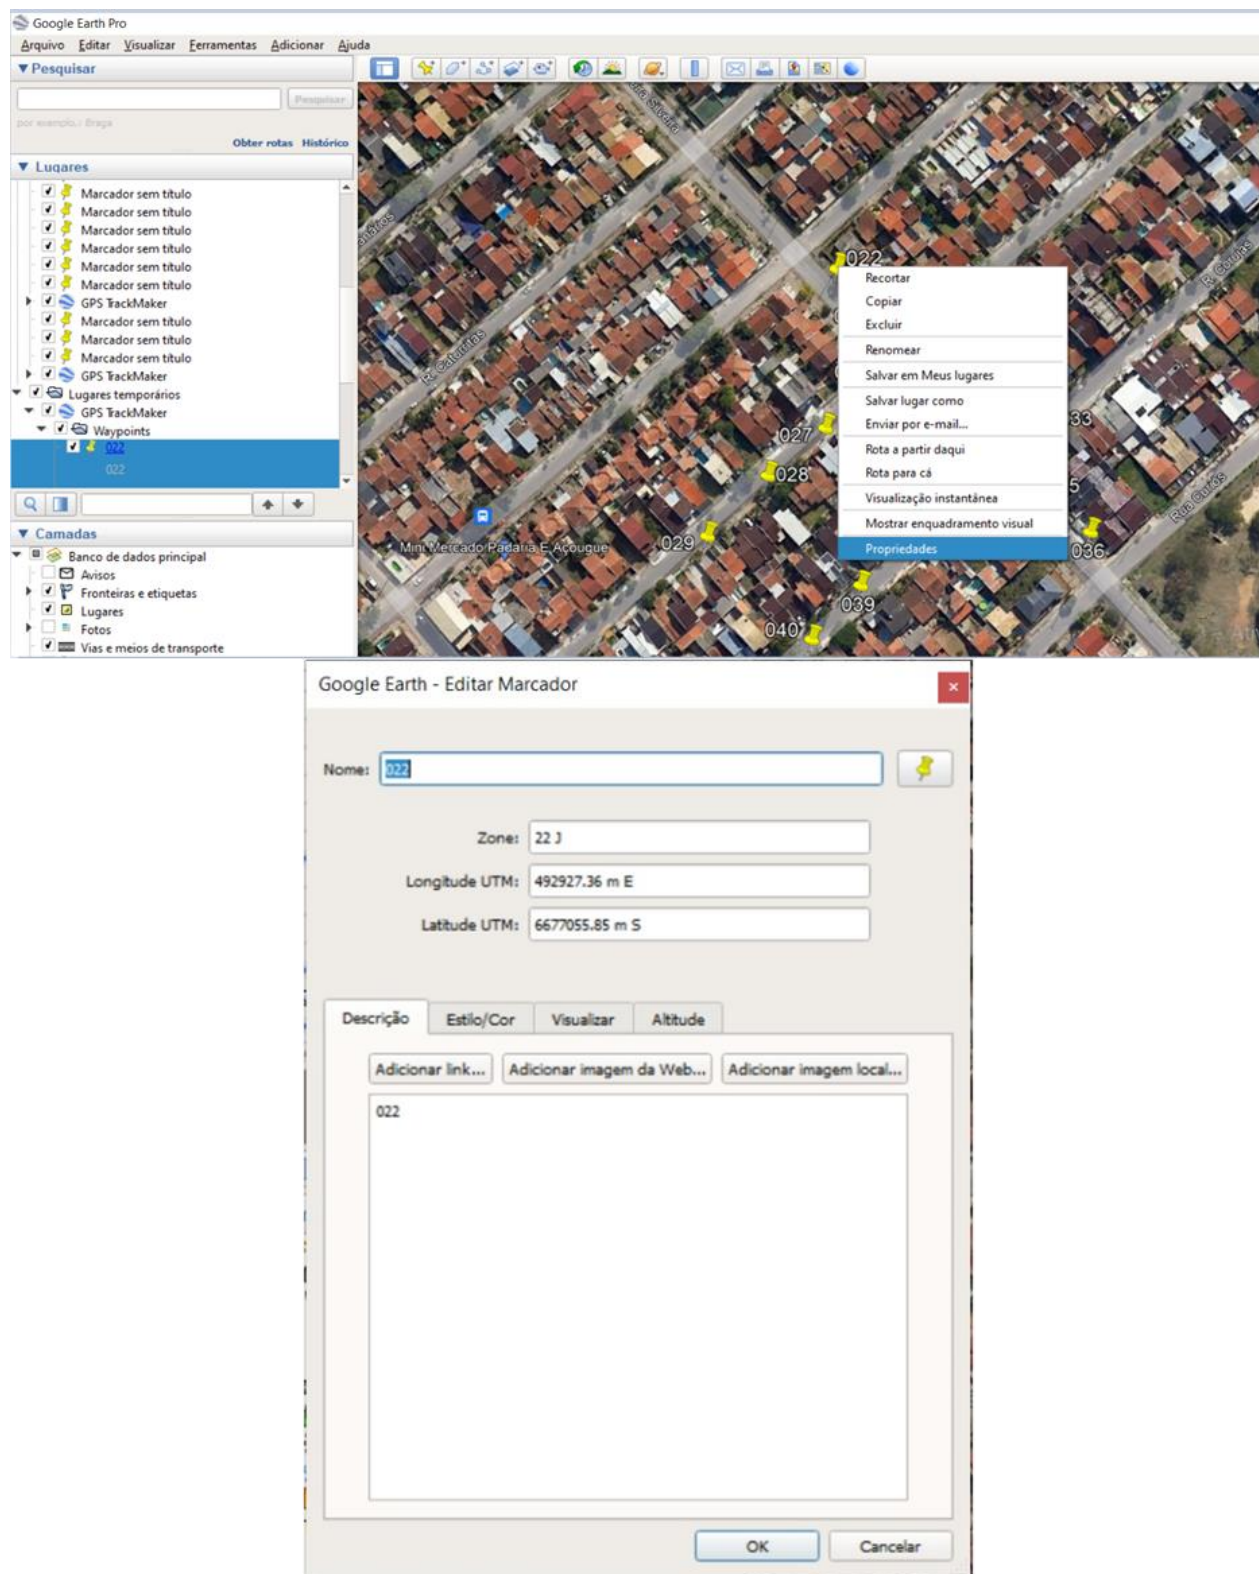 Google Earth Pro
Arquivo Editar Visualizar Ferramentas Adicionar Ajuda
Pesquisar
Pesquisar
por exemplo,: Braga
Obter rotas Histórico
Lugares
Marcador sem título
Marcador sem título
Marcador sem título
Marcador sem título
Marcador sem título
Marcador sem título
GPS TrackMaker
Marcador sem título
Marcador sem título
Marcador sem título
GPS TrackMaker
Lugares temporários
GPS TrackMaker
Waypoints
022
022
Camadas
Banco de dados principal
Avisos
Fronteiras e etiquetas
Lugares
Fotos
Vias e meios de transporte
Silveira
R. Corujas
R. Caturritas
022
027
028
029
Mini Mercado Padaria E Açougue
33
5
036
039
040
Recortar
Copiar
Excluir
Renomear
Salvar em Meus lugares
Salvar lugar como
Enviar por e-mail...
Rota a partir daqui
Rota para cá
Visualização instantânea
Mostrar enquadramento visual
Propriedades
Google Earth - Editar Marcador
Nome: 022
Zone: 22 J
Longitude UTM: 492927.36 m E
Latitude UTM: 6677055.85 m S
Descrição Estilo/Cor Visualizar Altitude
Adicionar link... Adicionar imagem da Web... Adicionar imagem local...
022
OK Cancelar